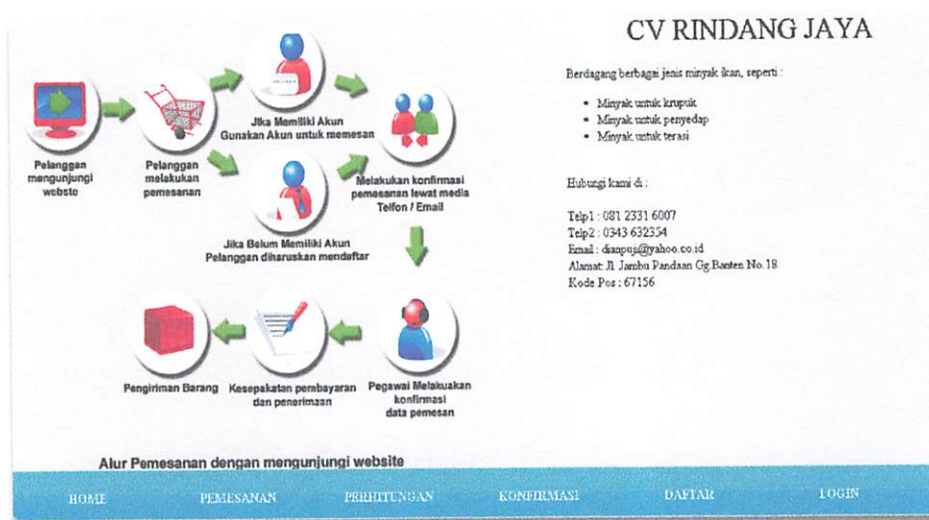 CV RINDANG JAYA
Berdagang berbagai jenis minyak ikan, seperti :
• Minyak untuk krupuk
• Minyak untuk penyedap
• Minyak untuk terasi
Hubungi kami di :
Telp1 : 081 2331 6007
Telp2 : 0343 632354
Email : dianpuji@yahoo.co.id
Alamat: Jl. Jambu Pandaan Gg.Banten No.18
Kode Pos : 67156
Pelanggan
mengunjungi
webste
Pelanggan
melakukan
pemesanan
Jika Memiliki Akun
Gunakan Akun untuk memesan
Jika Belum Memiliki Akun
Pelanggan diharuskan mendaftar
Melakukan konfirmasi
pemesanan lewat media
Telfon / Email
Pegawai Melakuakan
konfirmasi
data pemesan
Kesepakatan pembayaran
dan penerimaan
Pengiriman Barang
Alur Pemesanan dengan mengunjungi website
HOME PEMESANAN PERHITUNGAN KONFIRMASI DAFTAR LOGIN